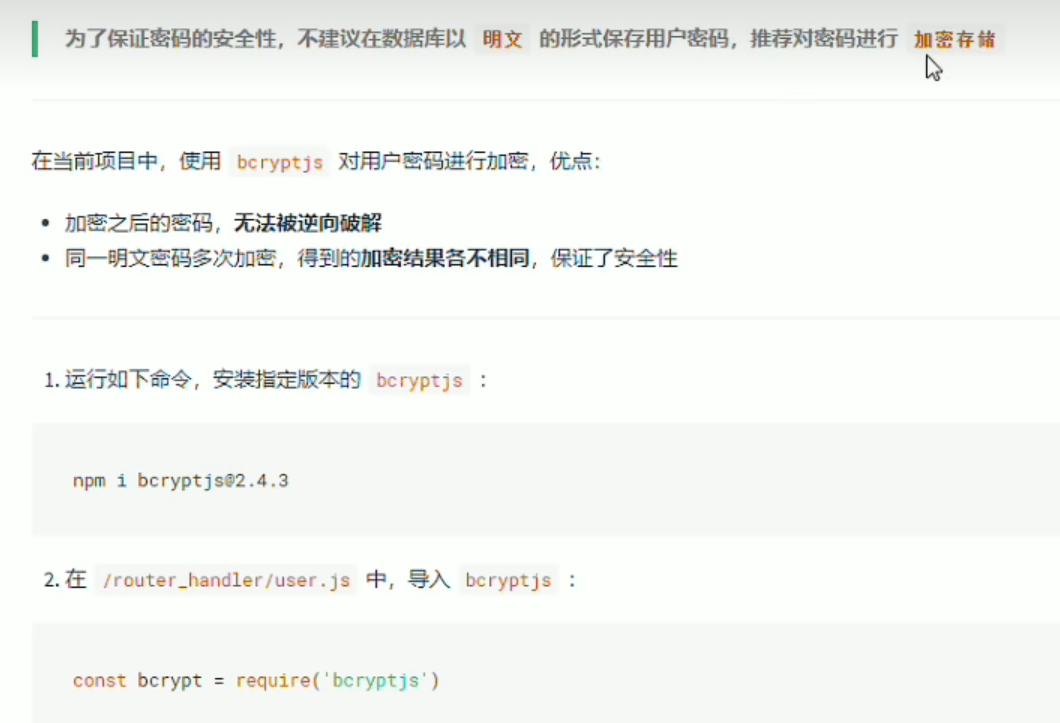 为了保证密码的安全性，不建议在数据库以 明文 的形式保存用户密码，推荐对密码进行 加密存储
在当前项目中，使用 bcryptjs 对用户密码进行加密，优点：
• 加密之后的密码，无法被逆向破解
• 同一明文密码多次加密，得到的加密结果各不相同，保证了安全性
1. 运行如下命令，安装指定版本的 bcryptjs ：
npm i bcryptjs@2.4.3
2. 在 /router_handler/user.js 中，导入 bcryptjs ：
const bcrypt = require('bcryptjs')